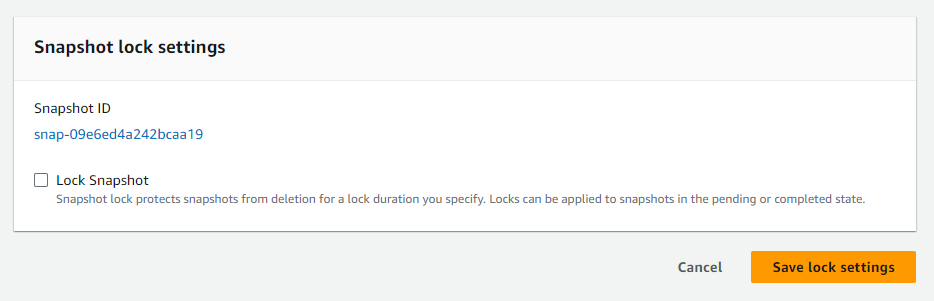 Snapshot lock settings
Snapshot ID
snap-09e6ed4a242bcaa19
Lock Snapshot
Snapshot lock protects snapshots from deletion for a lock duration you specify. Locks can be applied to snapshots in the pending or completed state.
Cancel
Save lock settings